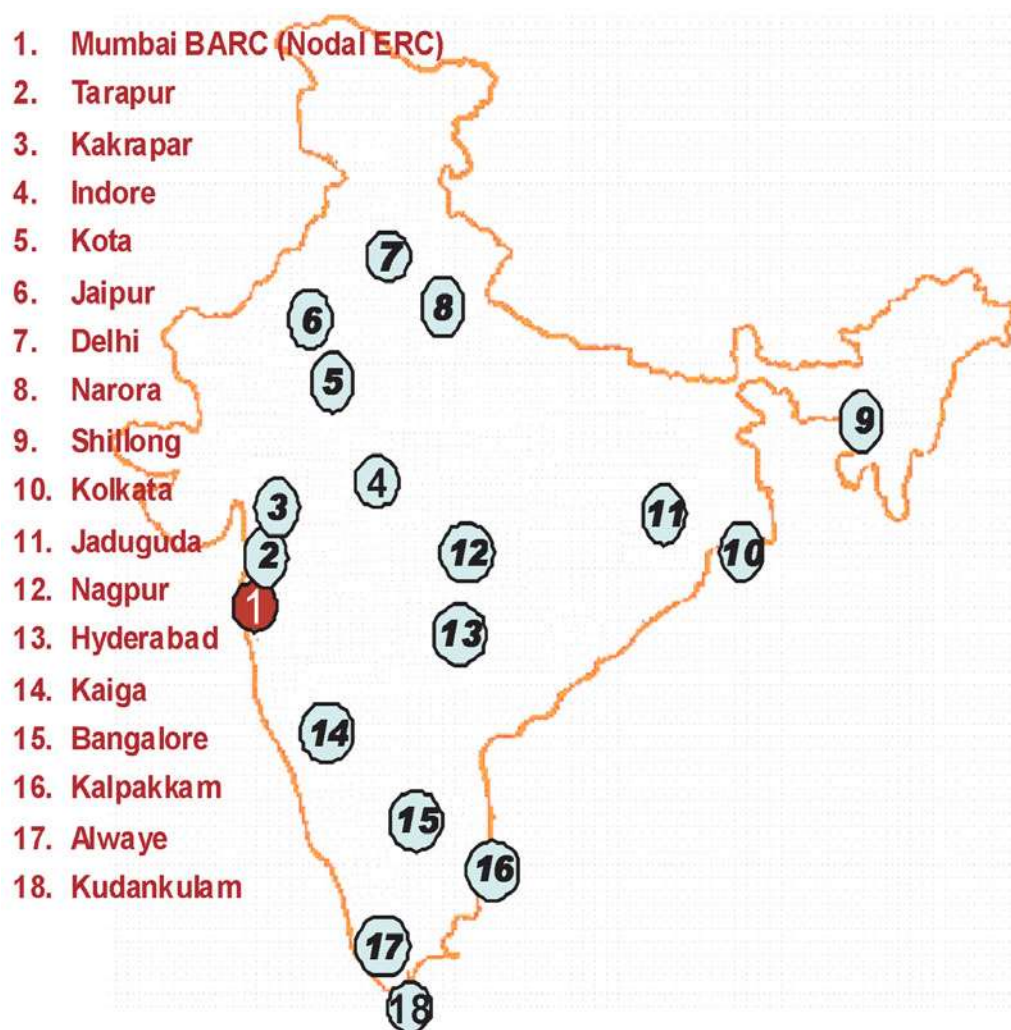 1. Mumbai BARC (Nodal ERC)
2. Tarapur
3. Kakrapar
4. Indore
5. Kota
6. Jaipur
7. Delhi
8. Narora
9. Shillong
10. Kolkata
11. Jaduguda
12. Nagpur
13. Hyderabad
14. Kaiga
15. Bangalore
16. Kalpakkam
17. Alwaye
18. Kudankulam
7
8
6
5
9
4
3
11
10
2
12
1
13
14
15
16
17
18